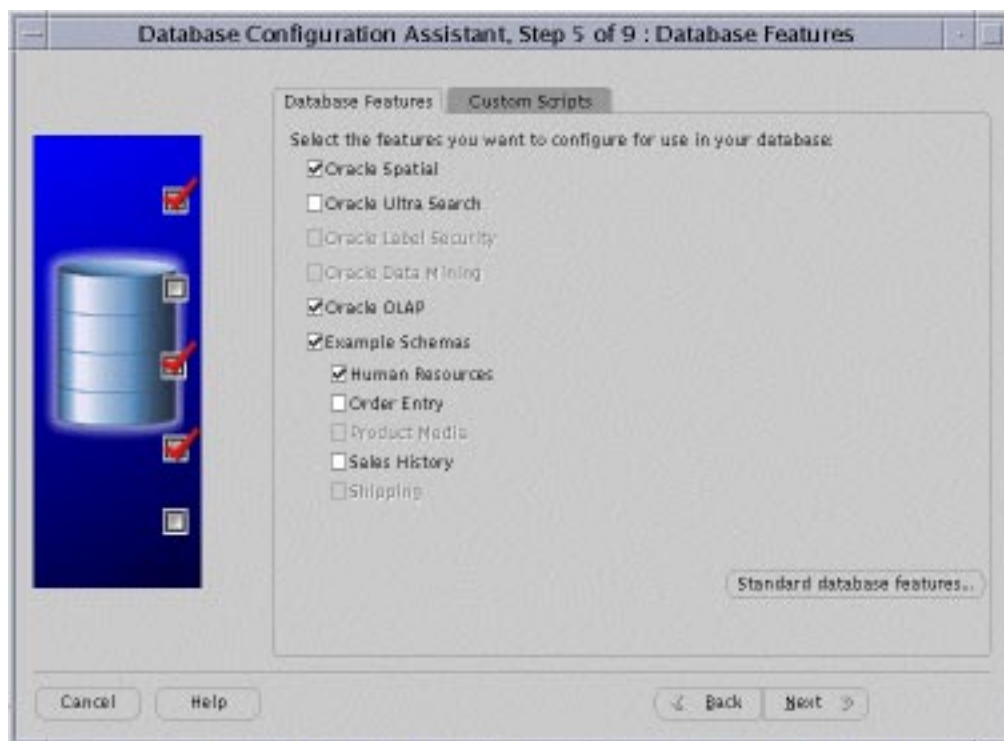 Database Configuration Assistant, Step 5 of 9 : Database Features
Database Features Custom Scripts
Select the features you want to configure for use in your database:
Oracle Spatial
Oracle Ultra Search
Oracle Label Security
Oracle Data Mining
Oracle OLAP
Example Schemas
Human Resources
Order Entry
Product Media
Sales History
Shipping
Standard database features...
Cancel Help Back Next